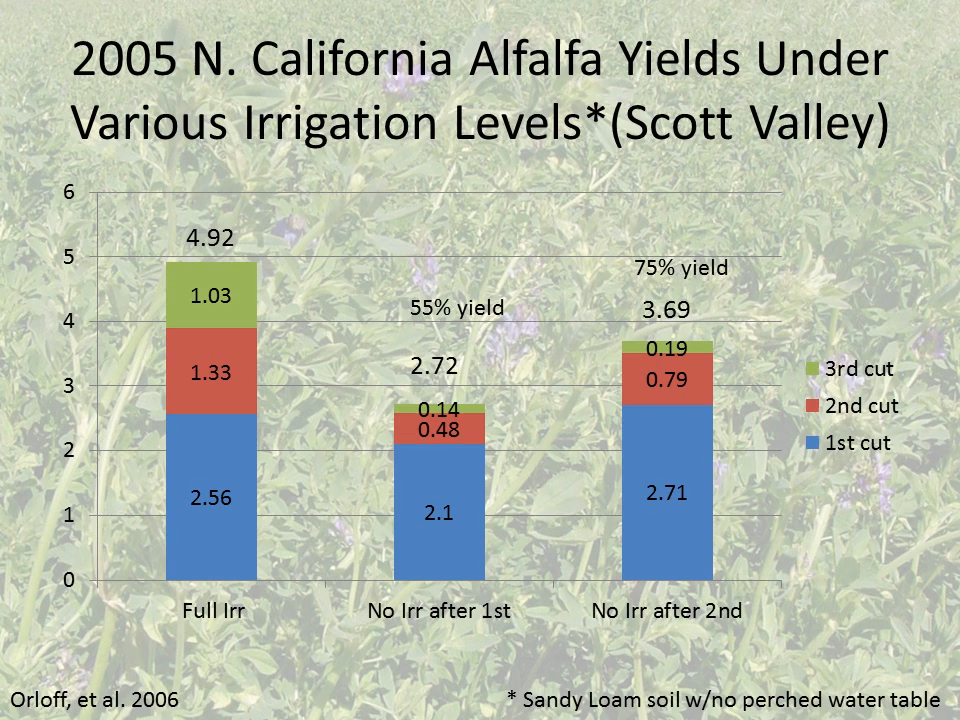 2005 N. California Alfalfa Yields Under
Various Irrigation Levels*(Scott Valley)
6
5
4
3
2
1
0
4.92
1.03
1.33
2.56
55% yield
2.72
0.14
0.48
2.1
75% yield
3.69
0.19
0.79
2.71
3rd cut
2nd cut
1st cut
Full Irr
No Irr after 1st
No Irr after 2nd
Orloff, et al. 2006
* Sandy Loam soil w/no perched water table